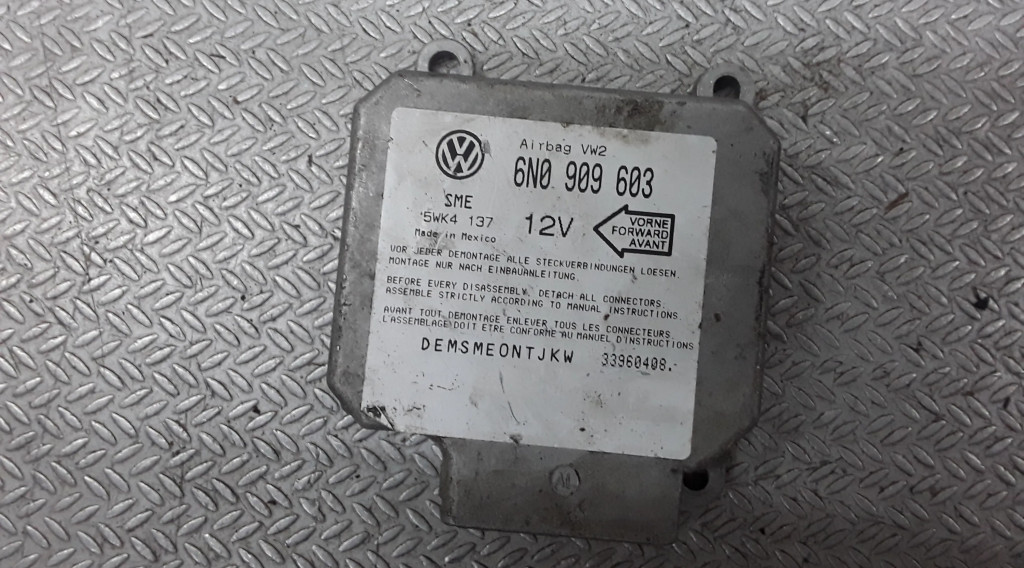 Airbag VW2
6N0 909 603
SME
5WK4 137
Made in Mexico
12V
VORNE
FORWARD
AVANT
VOR JEDER DEMONTAGE ALLE STECKVERBINDUNGEN LOESEN.
MONTAGE NUR NACH EINBAUANLEITUNG.
BEFORE EVERY DISASSEMBLY, DETACH ALL CONNECTORS.
ASSEMBLE STRICTLY ACCORDING TO MANUAL INSTRUCTIONS.
AVANT TOUT DEMONTAGE ENLEVER TOUS LES CONNECTEURS
L'ASSEMBLAGE DOIT ETRE CONFORME AU MANUEL D'INSTRUCTIONS
DEMSMEONTJKW 33960408.